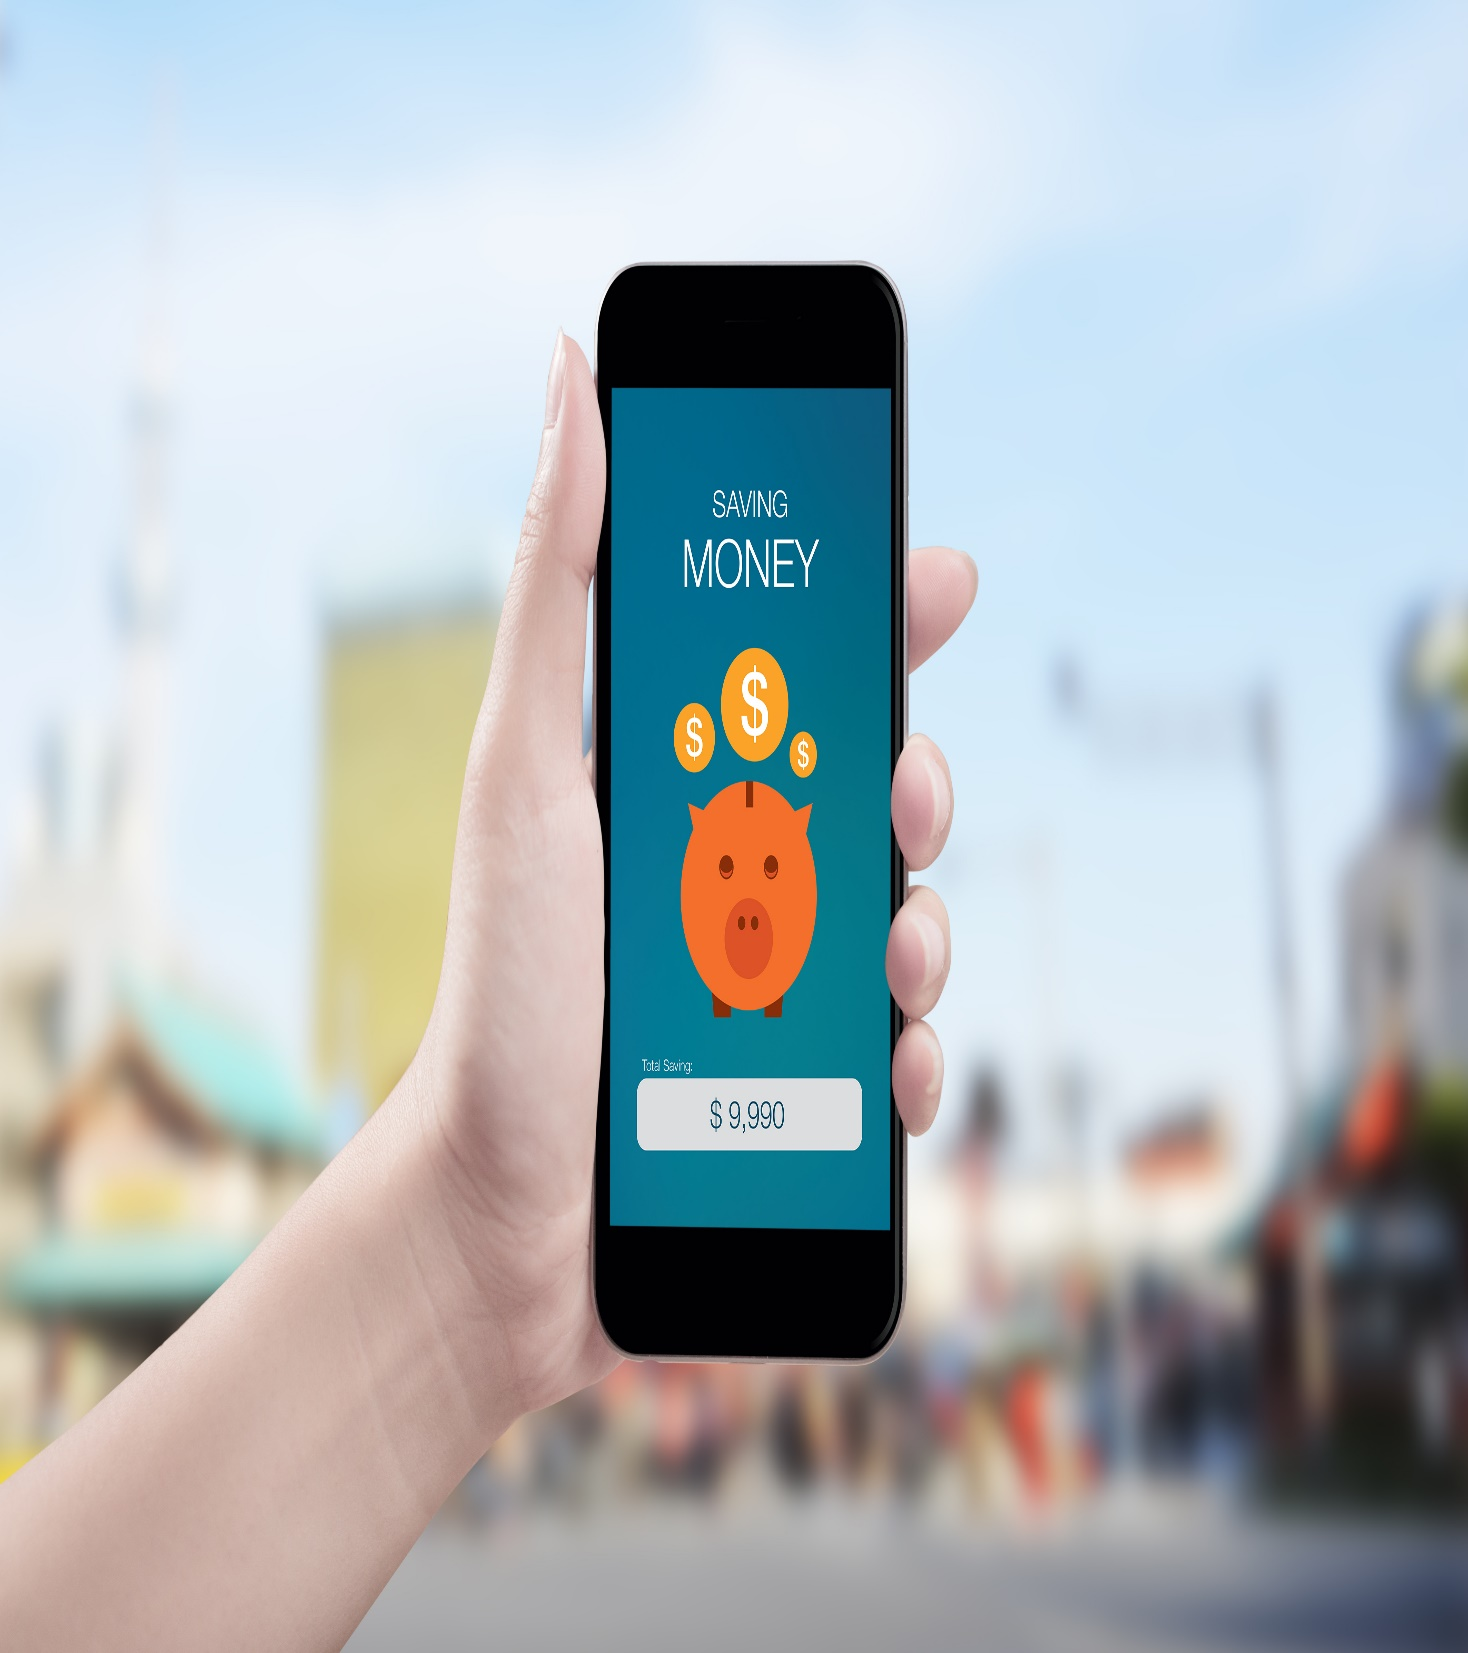 SAVING
MONEY
$
$
$
Total Saving:
$ 9,990